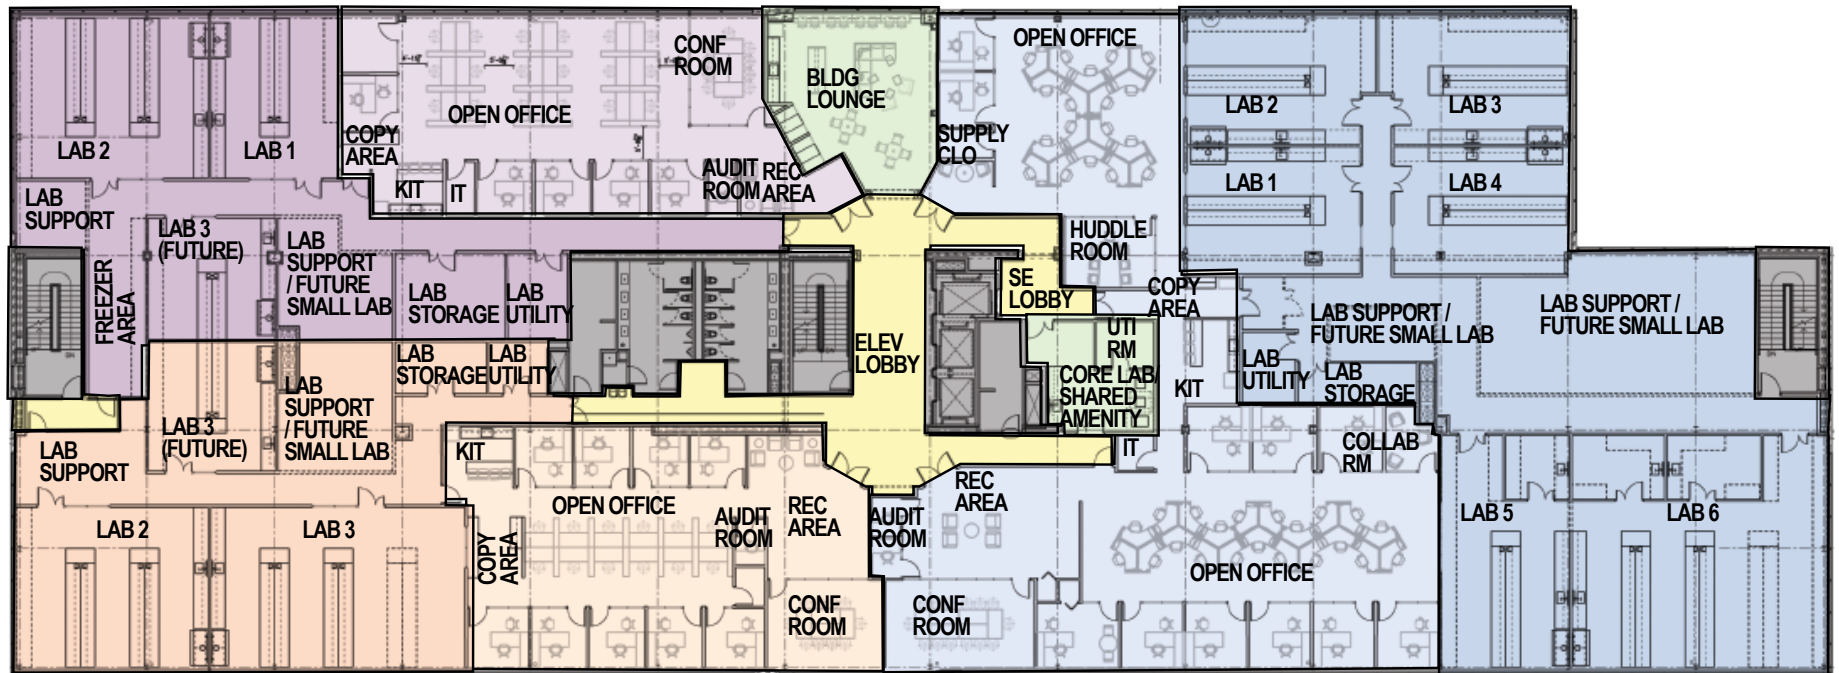 OPEN OFFICE
CONF
ROOM
BLDG
LOUNGE
OPEN OFFICE
LAB 2
LAB 3
OPEN OFFICE
COPY
AREA
LAB 2
LAB 1
SUPPLY
CLO
KIT
IT
AUDIT
ROOM
REC
AREA
LAB 1
LAB 4
LAB
SUPPORT
LAB 3
(FUTURE)
LAB
SUPPORT
/ FUTURE
SMALL LAB
FREEZER
AREA
LAB
STORAGE
LAB
UTILITY
HUDDLE
ROOM
SE
LOBBY
COPY
AREA
LAB SUPPORT /
FUTURE SMALL LAB
LAB SUPPORT /
FUTURE SMALL LAB
ELEV
LOBBY
UTI
RM
CORE LAB/
SHARED
AMENITY
KIT
LAB
UTILITY
LAB
STORAGE
LAB
STORAGE
LAB
UTILITY
LAB
SUPPORT
/ FUTURE
SMALL LAB
LAB 3
(FUTURE)
LAB
SUPPORT
KIT
IT
COLLAB
RM
OPEN OFFICE
REC
AREA
AUDIT
ROOM
AUDIT
ROOM
REC
AREA
LAB 2
LAB 3
COPY
AREA
LAB 5
LAB 6
OPEN OFFICE
CONF
ROOM
CONF
ROOM